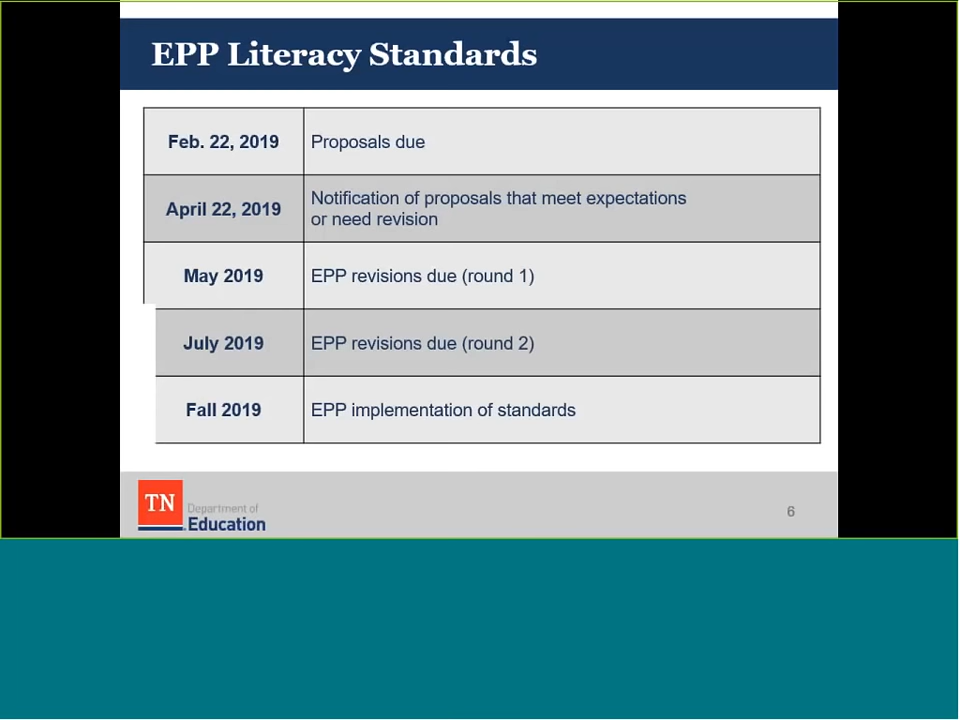 EPP Literacy Standards
Feb. 22, 2019
Proposals due
April 22, 2019
Notification of proposals that meet expectations
or need revision
May 2019
EPP revisions due (round 1)
July 2019
EPP revisions due (round 2)
Fall 2019
EPP implementation of standards
TN
Department of
Education
6